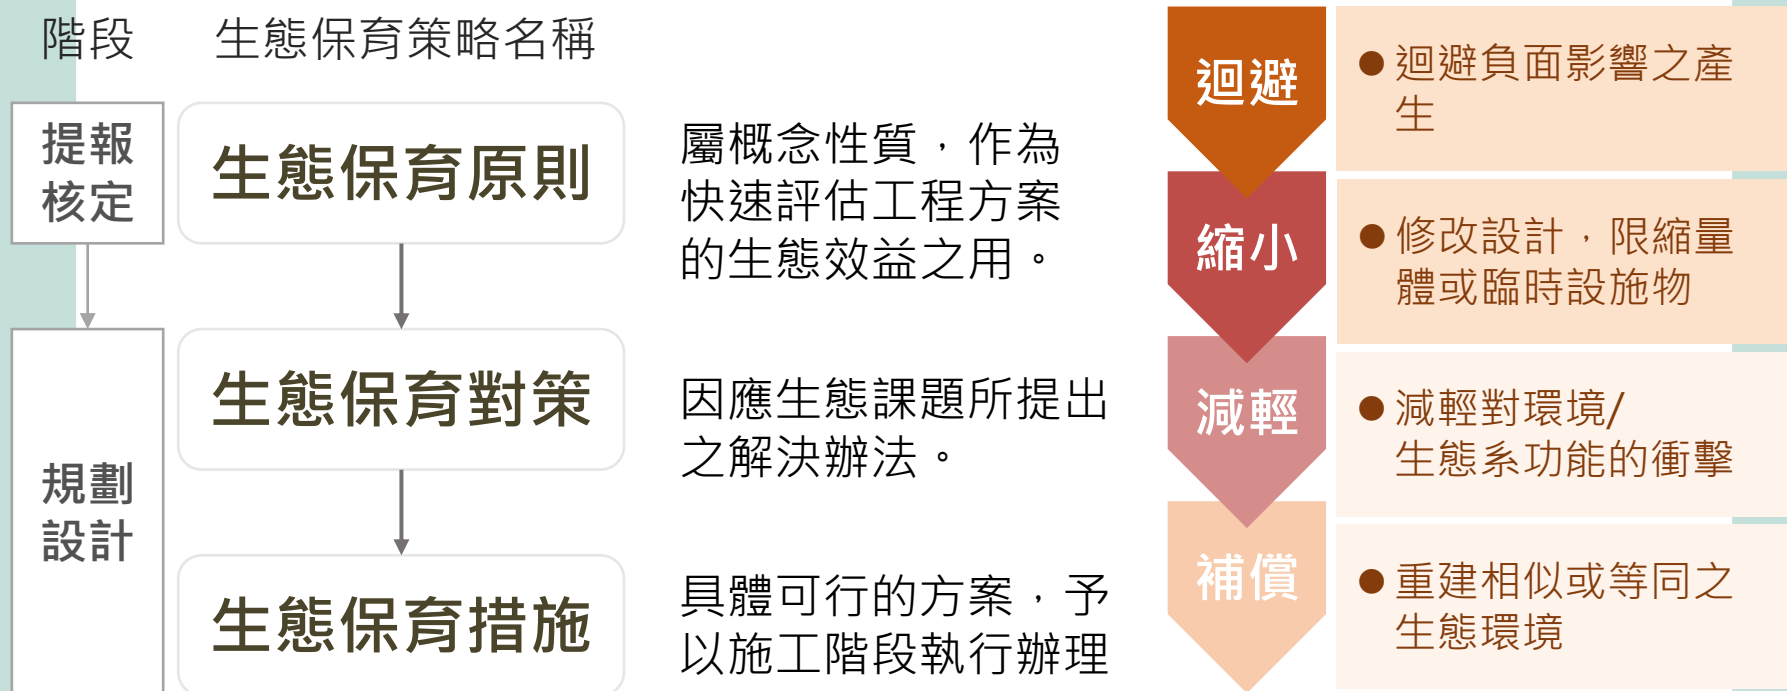 階段 生態保育策略名稱
提報
核定
生態保育原則
屬概念性質，作為
快速評估工程方案
的生態效益之用。
規劃
設計
生態保育對策
因應生態課題所提出
之解決辦法。
生態保育措施
具體可行的方案，予
以施工階段執行辦理
迴避
●迴避負面影響之產
生
縮小
●修改設計，限縮量
體或臨時設施物
減輕
●減輕對環境/
生態系功能的衝擊
補償
●重建相似或等同之
生態環境